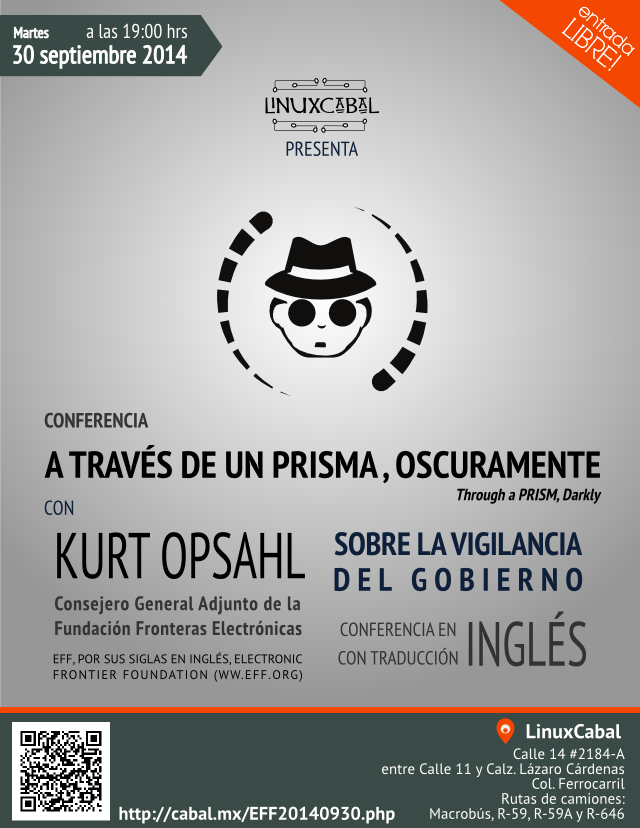 Martes a las 19:00 hrs
30 septiembre 2014
entrada
LIBRE!
LINUXCABAL
PRESENTA
CONFERENCIA
A TRAVÉS DE UN PRISMA , OSCURAMENTE
Through a PRISM, Darkly
CON
KURT OPSAHL
Consejero General Adjunto de la
Fundación Fronteras Electrónicas
EFF, POR SUS SIGLAS EN INGLÉS, ELECTRONIC
FRONTIER FOUNDATION (WW.EFF.ORG)
SOBRE LA VIGILANCIA
DEL GOBIERNO
CONFERENCIA EN INGLÉS
CON TRADUCCIÓN
http://cabal.mx/EFF20140930.php
LinuxCabal
Calle 14 #2184-A
entre Calle 11 y Calz. Lázaro Cárdenas
Col. Ferrocarril
Rutas de camiones:
Macrobús, R-59, R-59A y R-646